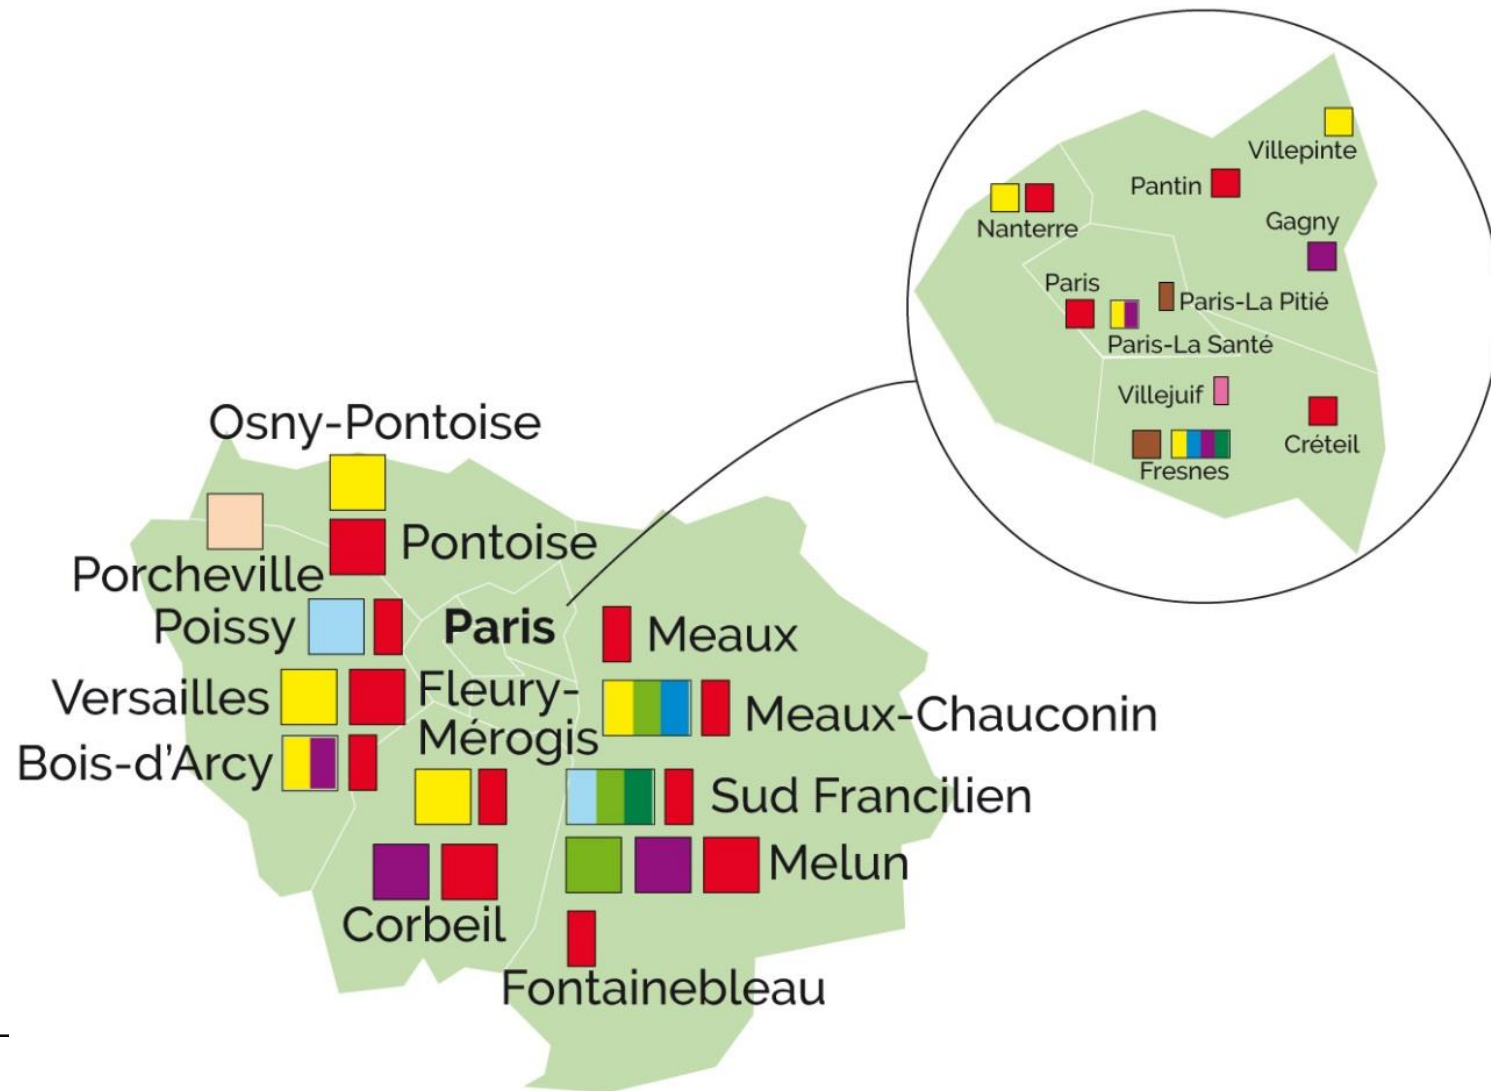 Villepinte
Pantin
Gagny
Nanterre
Paris
Paris-La Pitié
Paris-La Santé
Villejuif
Créteil
Fresnes
Osny-Pontoise
Pontoise
Porcheville
Poissy
Paris
Meaux
Versailles
Fleury-
Mérogis
Meaux-Chauconin
Bois-d'Arcy
Sud Francilien
Melun
Corbeil
Fontainebleau